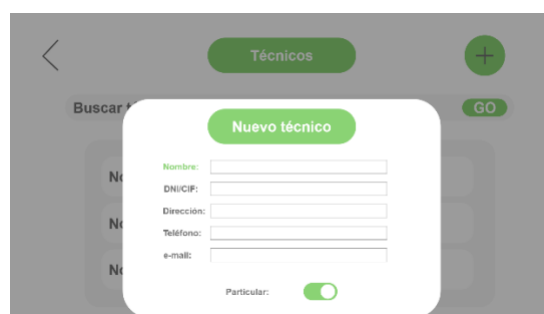 Técnicos
Buscar
GO
Nuevo técnico
Nombre:
DNI/CIF:
Dirección:
Teléfono:
e-mail:
Particular: